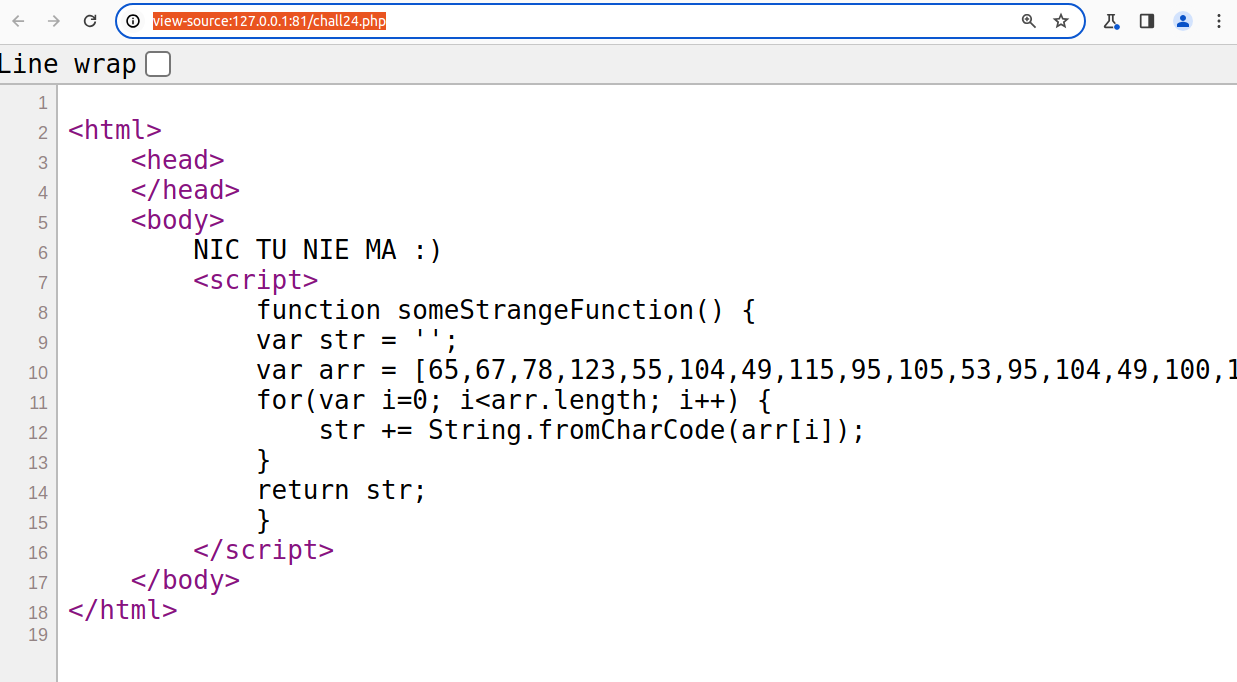 view-source:127.0.0.1:81/chall24.php
Line wrap
1
2 <html>
3 <head>
4 </head>
5 <body>
6 NIC TU NIE MA :)
7 <script>
8 function someStrangeFunction() {
9 var str = '';
10 var arr = [65,67,78,123,55,104,49,115,95,105,53,95,104,49,100,1
11 for(var i=0; i<arr.length; i++) {
12 str += String.fromCharCode(arr[i]);
13 }
14 return str;
15 }
16 </script>
17 </body>
18 </html>
19